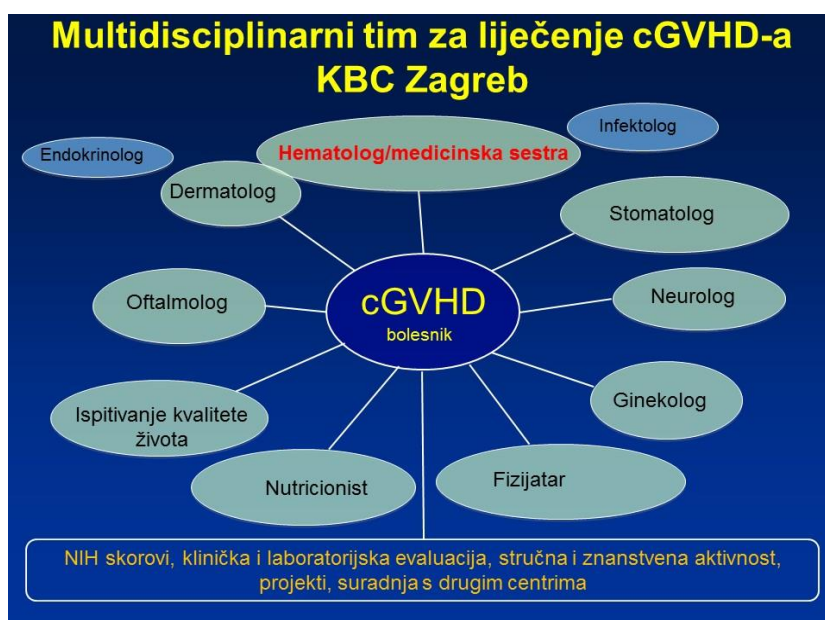 Multidisciplinarni tim za liječenje cGVHD-a
KBC Zagreb
Infektolog
Endokrinolog
Hematolog/medicinska sestra
Dermatolog
Stomatolog
Oftalmolog
cGVHD
bolesnik
Neurolog
Ispitivanje kvalitete
života
Ginekolog
Nutricionist
Fizijatar
NIH skorovi, klinička i laboratorijska evaluacija, stručna i znanstvena aktivnost,
projekti, suradnja s drugim centrima